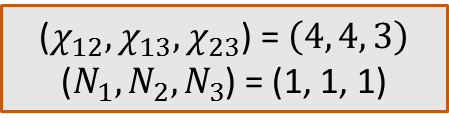 (χ₁₂, χ₁₃, χ₂₃) = (4, 4, 3)
(N₁, N₂, N₃) = (1, 1, 1)